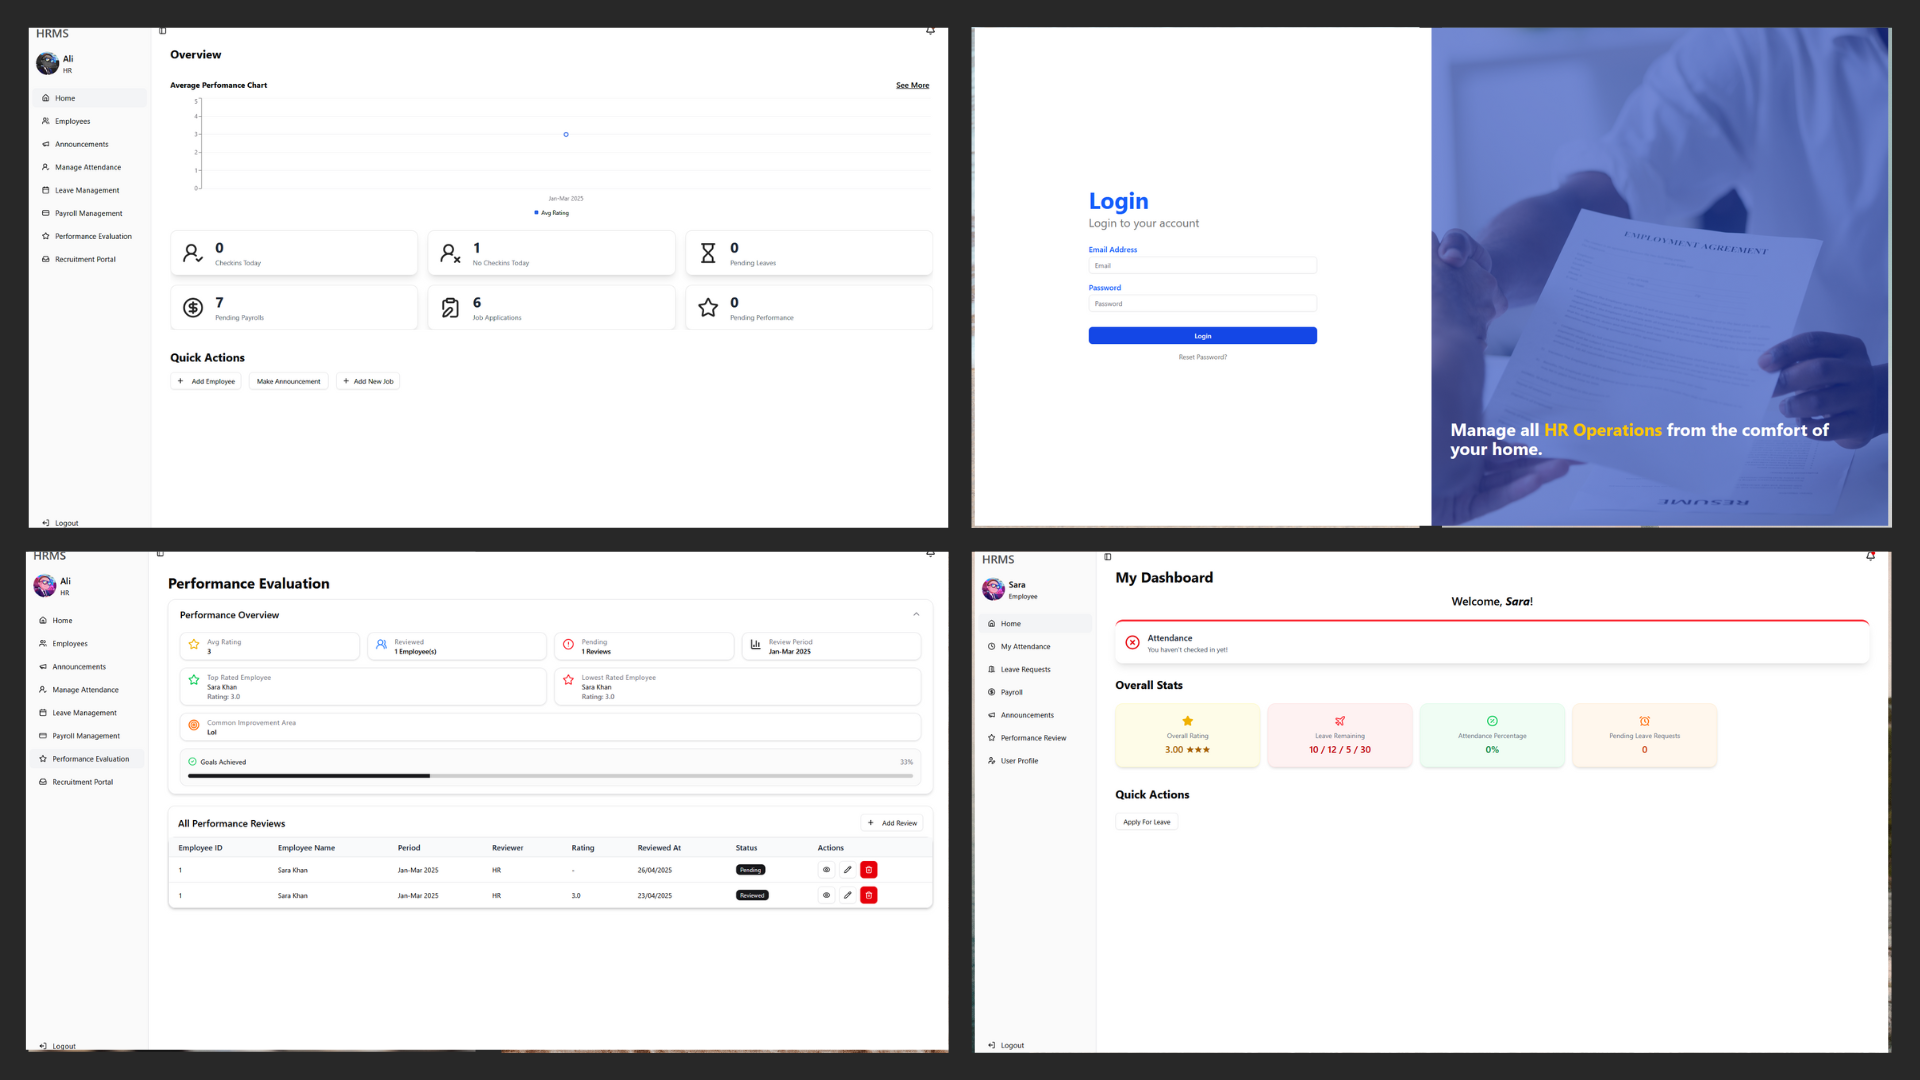 HRMS
Ali
HR
Home
Employees
Announcements
Manage Attendance
Leave Management
Payroll Management
Performance Evaluation
Recruitment Portal
Logout
Overview
Average Perfomance Chart
See More
5
4
3
2
1
0
Jan-Mar 2025
Avg Rating
0
Checkins Today
1
No Checkins Today
0
Pending Leaves
7
Pending Payrolls
6
Job Applications
0
Pending Performance
Quick Actions
+ Add Employee
Make Announcement
+ Add New Job
Login
Login to your account
Email Address
Email
Password
Password
Login
Reset Password?
EMPLOYMENT AGREEMENT
Manage all HR Operations from the comfort of
your home.
RESUME
HRMS
Ali
HR
Home
Employees
Announcements
Manage Attendance
Leave Management
Payroll Management
Performance Evaluation
Recruitment Portal
Logout
Performance Evaluation
Performance Overview
Avg Rating
3
Reviewed
1 Employee(s)
Pending
1 Reviews
Review Period
Jan-Mar 2025
Top Rated Employee
Sara Khan
Rating: 3.0
Lowest Rated Employee
Sara Khan
Rating: 3.0
Common Improvement Area
Lol
Goals Achieved 33%
All Performance Reviews
+ Add Review
Employee ID Employee Name Period Reviewer Rating Reviewed At Status Actions
1 Sara Khan Jan-Mar 2025 HR - 26/04/2025 Pending
1 Sara Khan Jan-Mar 2025 HR 3.0 23/04/2025 Reviewed
HRMS
Sara
Employee
Home
My Attendance
Leave Requests
Payroll
Announcements
Performance Review
User Profile
Logout
My Dashboard
Welcome, Sara!
Attendance
You haven't checked in yet!
Overall Stats
Overall Rating
3.00 ★★★
Leave Remaining
10 / 12 / 5 / 30
Attendance Percentage
0%
Pending Leave Requests
0
Quick Actions
Apply For Leave